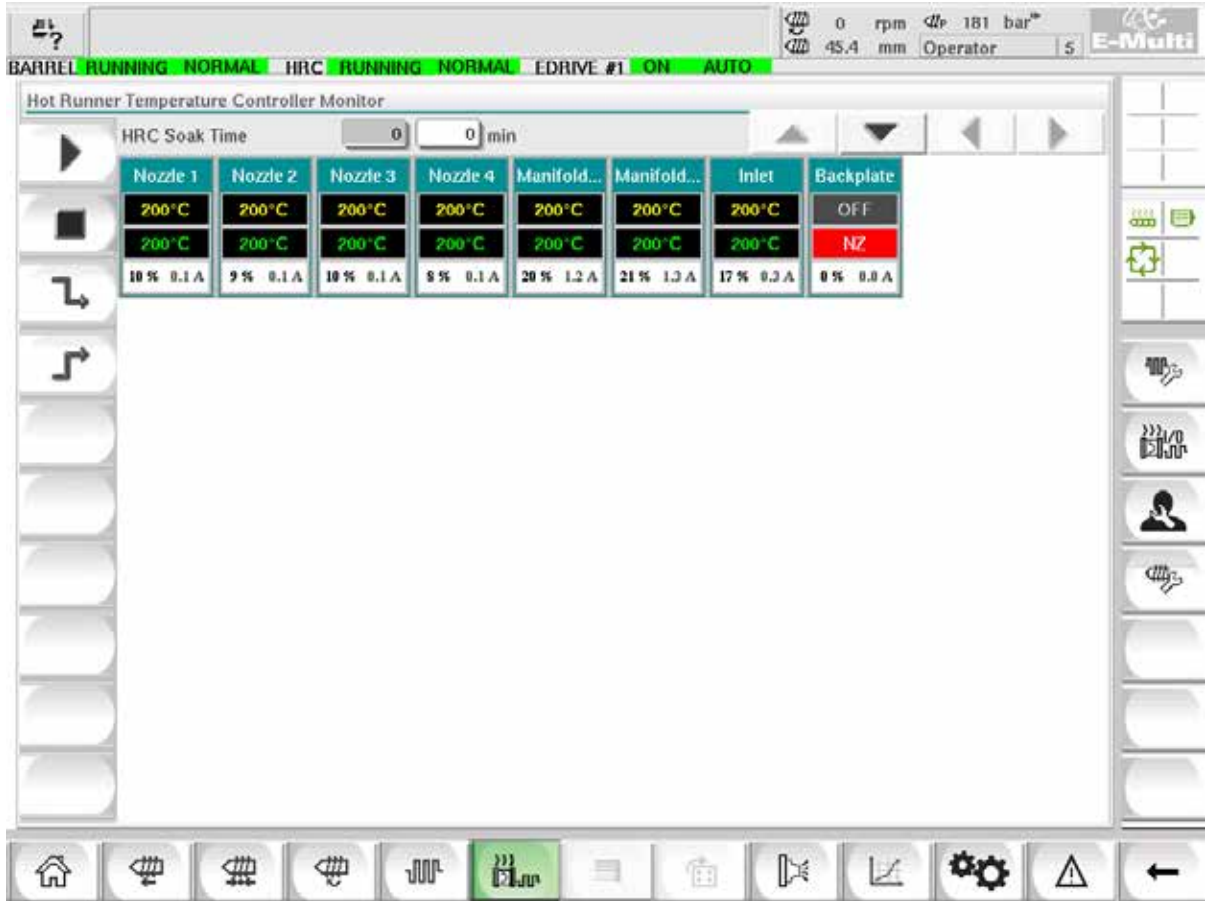 ?
0 rpm P 181 bar
45.4 mm Operator 5
E-Multi
BARREL RUNNING NORMAL HRC RUNNING NORMAL EDRIVE #1 ON AUTO
Hot Runner Temperature Controller Monitor
HRC Soak Time 0 0 min
Nozzle 1 Nozzle 2 Nozzle 3 Nozzle 4 Manifold... Manifold... Inlet Backplate
200°C 200°C 200°C 200°C 200°C 200°C 200°C OFF
200°C 200°C 200°C 200°C 200°C 200°C 200°C NZ
10 % 0.1 A 9 % 0.1 A 10 % 0.1 A 8 % 0.1 A 20 % 1.2 A 21 % 1.3 A 17 % 0.3 A 0 % 0.0 A
I/O